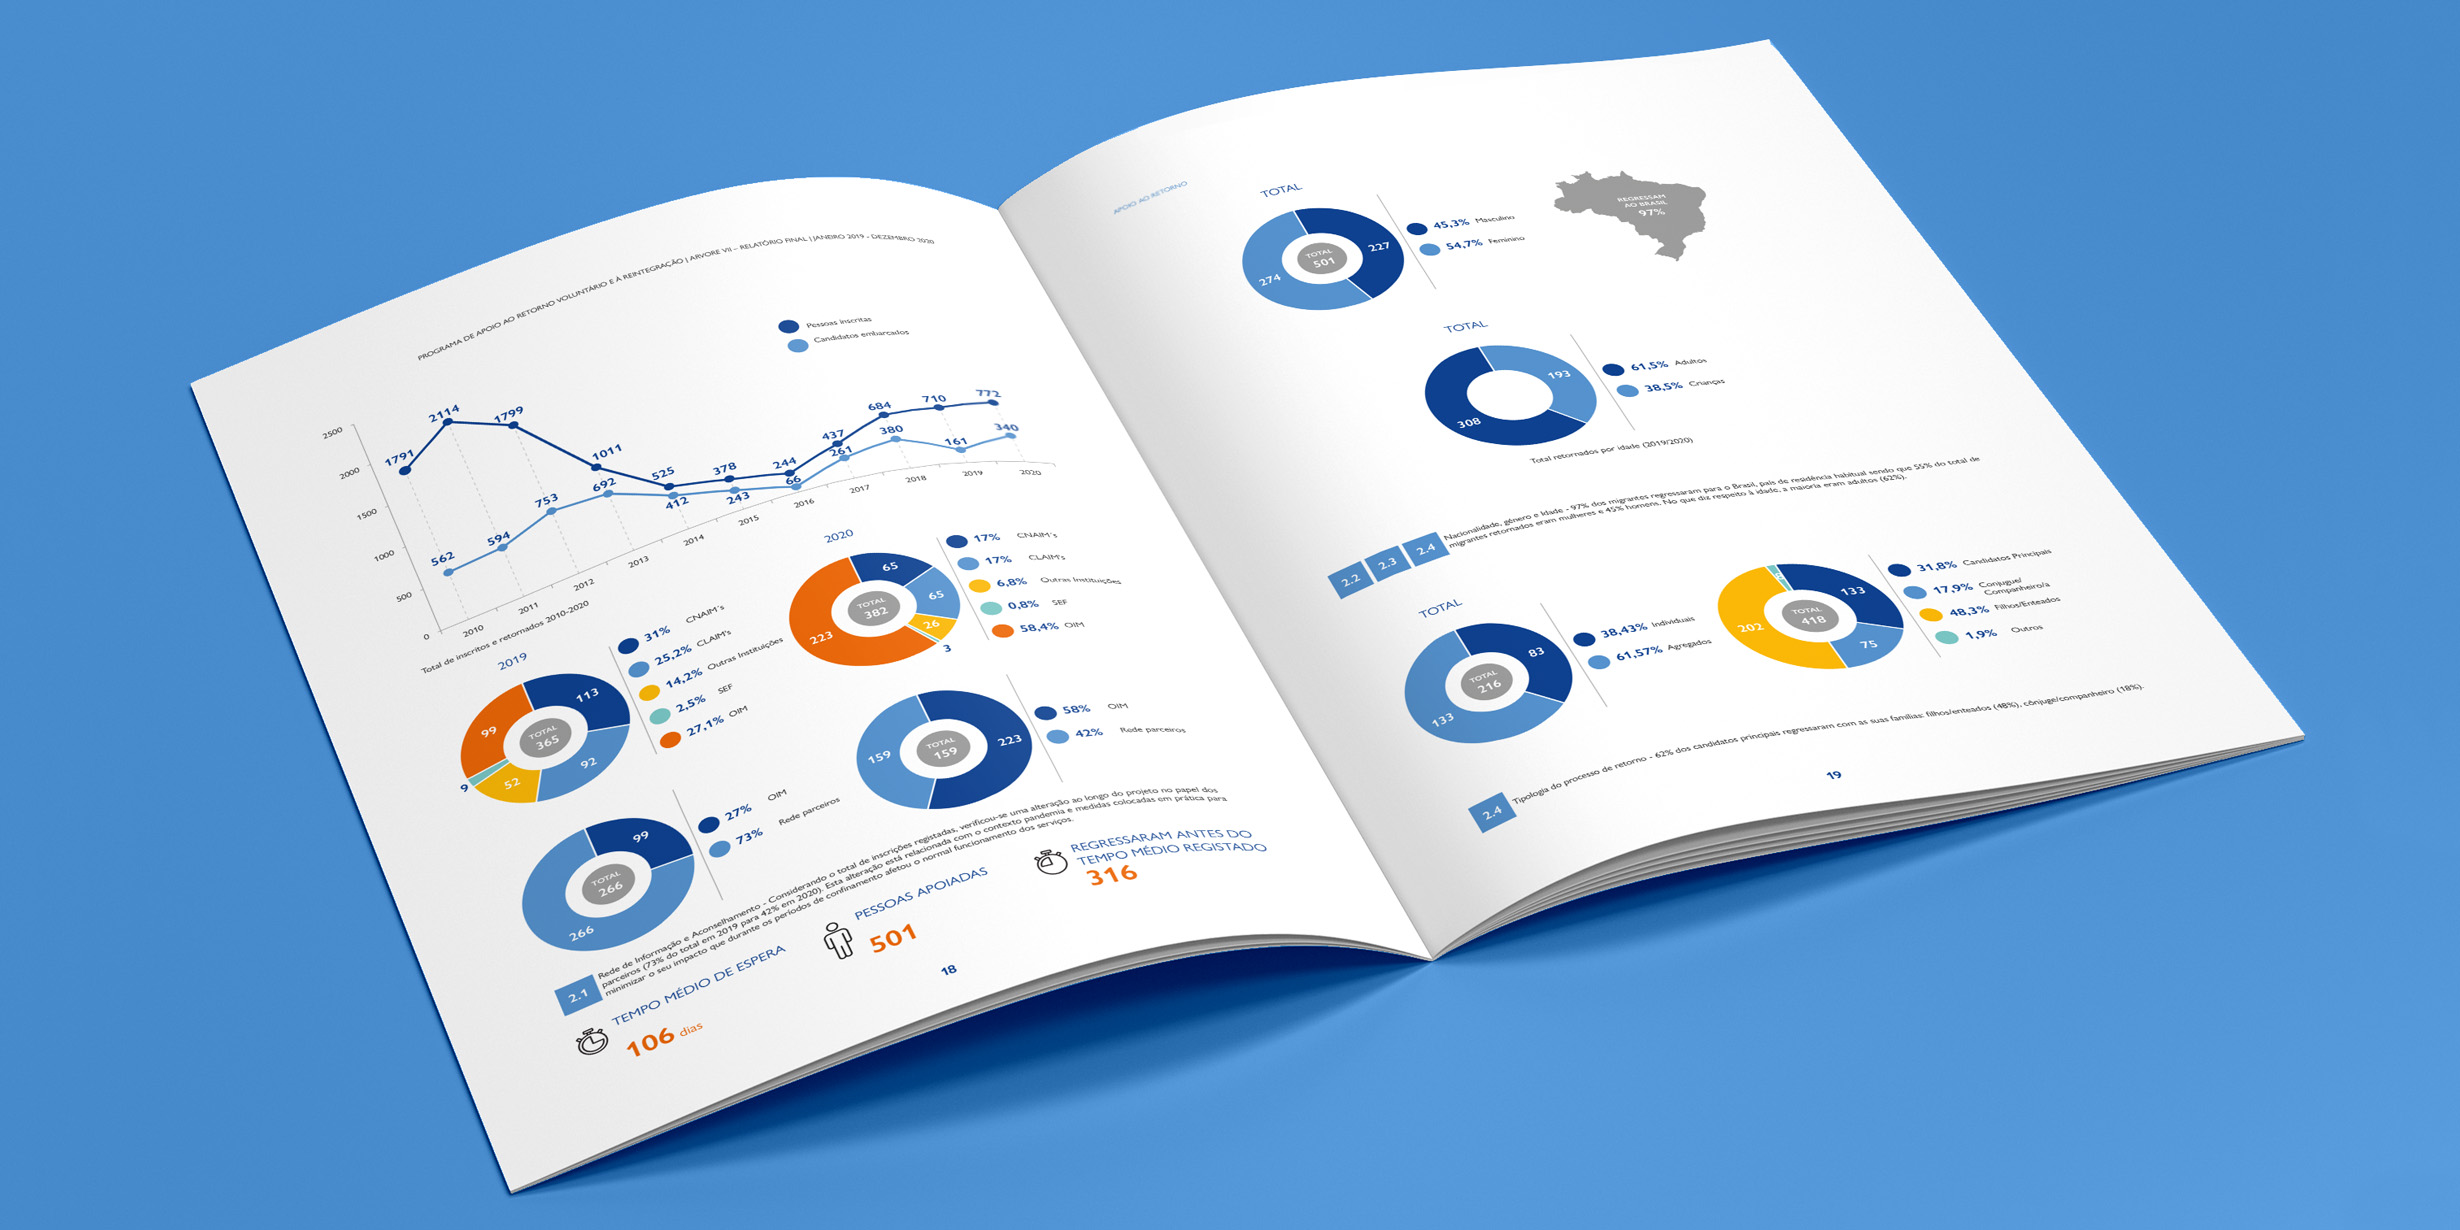 PROGRAMA DE APOIO AO RETORNO VOLUNTÁRIO E À REINTEGRAÇÃO | ARVORE VII – RELATÓRIO FINAL | JANEIRO 2019 - DEZEMBRO 2020
Pessoas inscritas
Candidatos embarcados
2500
2000
1500
1000
500
0
1791
2114
1799
1011
525
378
244
437
684
710
772
562
594
753
692
412
243
66
261
380
161
340
2010
2011
2012
2013
2014
2015
2016
2017
2018
2019
2020
Total de inscritos e retornados 2010-2020
2019
113
92
52
9
99
TOTAL
365
31% CNAIM's
25,2% CLAIM's
14,2% Outras Instituições
2,5% SEF
27,1% OIM
2020
65
65
26
3
223
TOTAL
382
17% CNAIM's
17% CLAIM's
6,8% Outras Instituições
0,8% SEF
58,4% OIM
99
266
TOTAL
266
27% OIM
73% Rede parceiros
159
223
TOTAL
159
58% OIM
42% Rede parceiros
2.1
Rede de Informação e Aconselhamento - Considerando o total de inscrições registadas, verificou-se uma alteração ao longo do projeto no papel dos
parceiros (73% do total em 2019 para 42% em 2020). Esta alteração está relacionada com o contexto pandemia e medidas colocadas em prática para
minimizar o seu impacto que durante os períodos de confinamento afetou o normal funcionamento dos serviços.
TEMPO MÉDIO DE ESPERA
106 dias
PESSOAS APOIADAS
501
REGRESSARAM ANTES DO
TEMPO MÉDIO REGISTADO
316
18
APOIO AO RETORNO
TOTAL
227
274
TOTAL
501
45,3% Masculino
54,7% Feminino
REGRESSAM
AO BRASIL
97%
TOTAL
193
308
61,5% Adultos
38,5% Crianças
Total retornados por idade (2019/2020)
2.2
2.3
2.4
Nacionalidade, género e Idade - 97% dos migrantes regressaram para o Brasil, país de residência habitual sendo que 55% do total de
migrantes retornados eram mulheres e 45% homens. No que diz respeito à idade, a maioria eram adultos (62%).
TOTAL
83
133
TOTAL
216
38,43% Individuais
61,57% Agregados
133
75
202
TOTAL
418
31,8% Candidatos Principais
17,9% Conjugue/
Companheiro/a
48,3% Filhos/Enteados
1,9% Outros
2.4
Tipologia do processo de retorno - 62% dos candidatos principais regressaram com as suas famílias: filhos/enteados (48%), cônjuge/companheiro (18%).
19